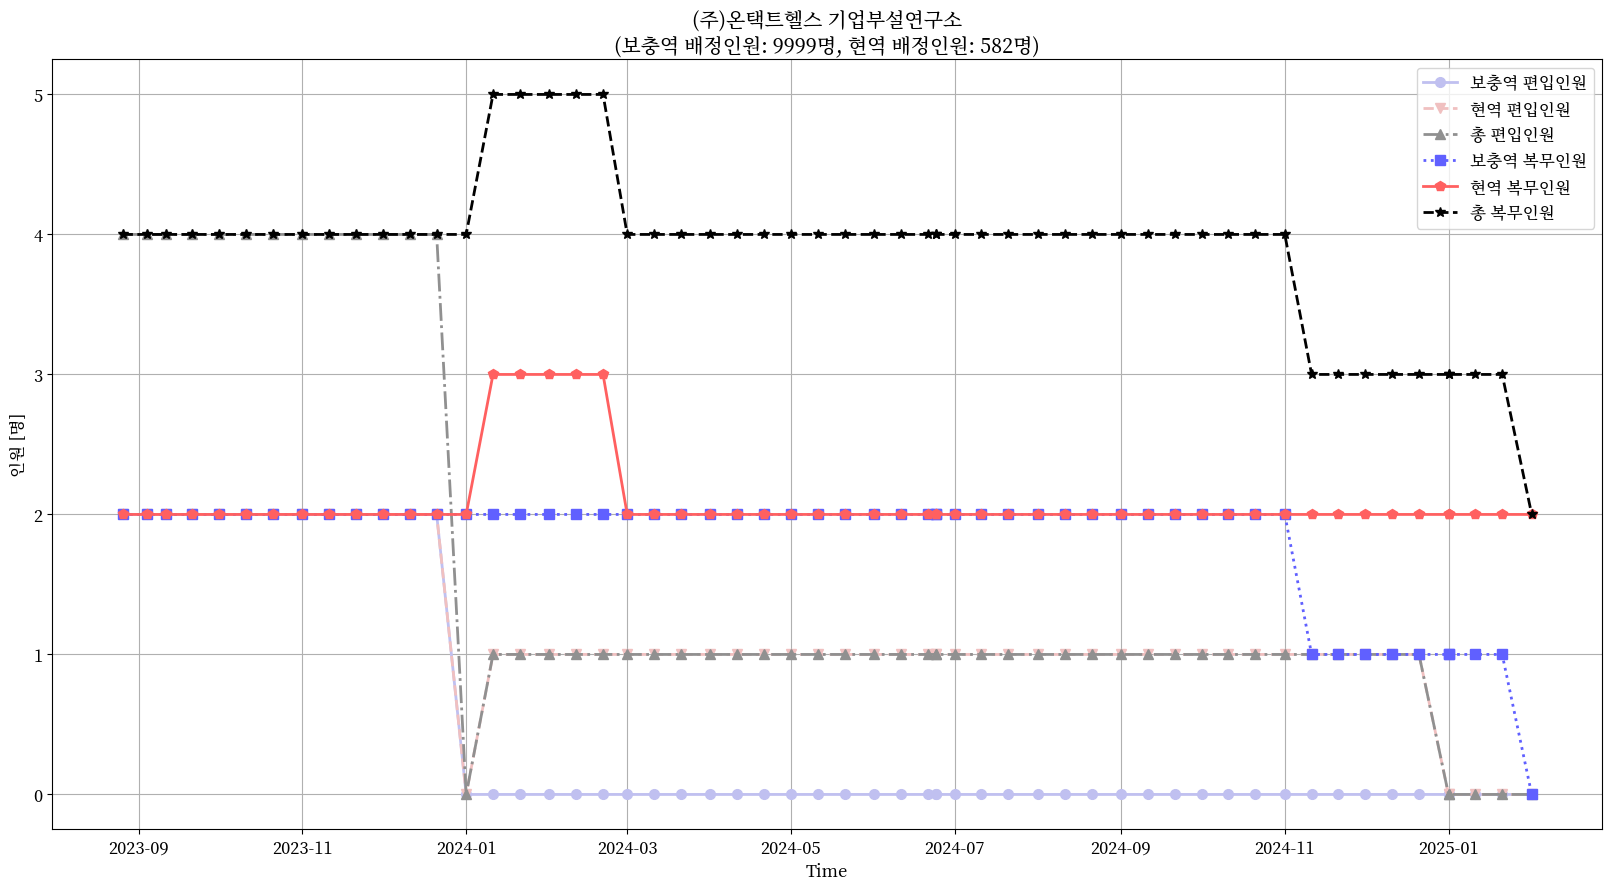 (주)온택트헬스 기업부설연구소
(보충역 배정인원: 9999명, 현역 배정인원: 582명)
보충역 편입인원
현역 편입인원
총 편입인원
보충역 복무인원
현역 복무인원
총 복무인원
5
4
3
2
1
0
인원 [명]
2023-09
2023-11
2024-01
2024-03
2024-05
2024-07
2024-09
2024-11
2025-01
Time